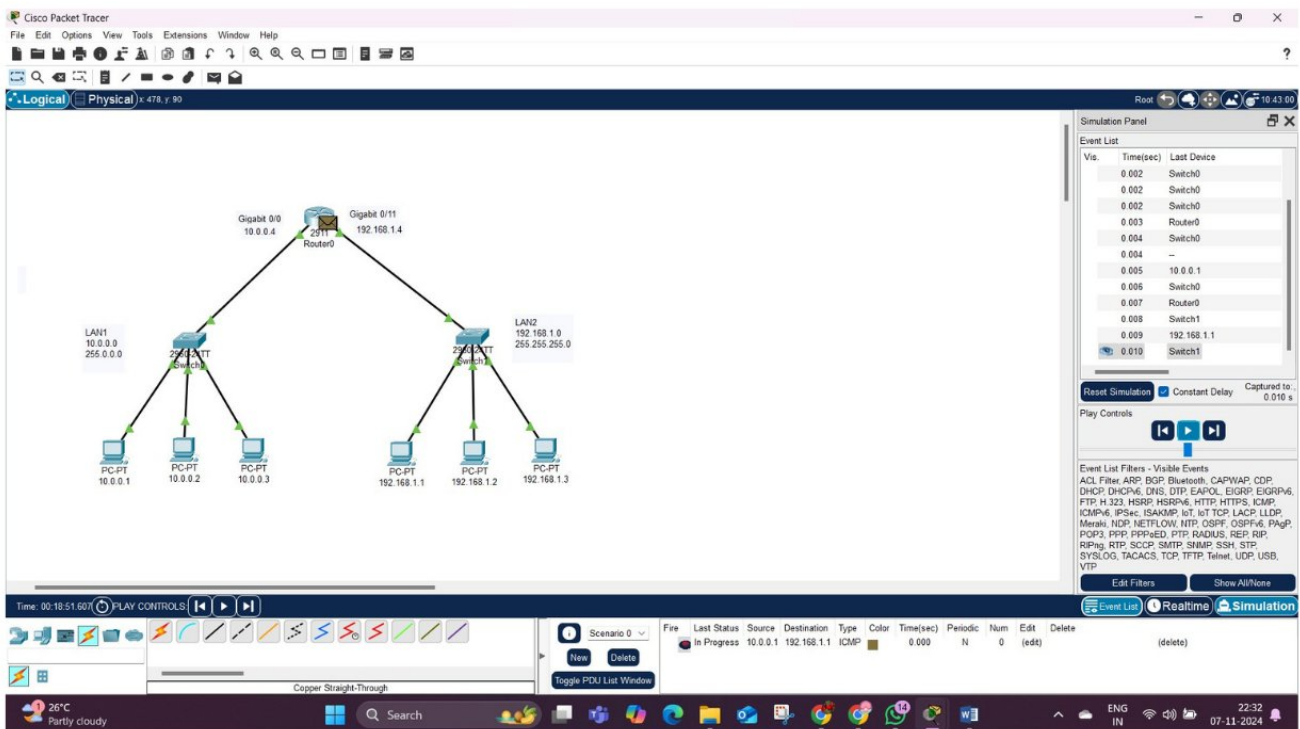 Cisco Packet Tracer
File Edit Options View Tools Extensions Window Help
?
Logical Physical x: 478, y: 90
Root 10:43:00
Simulation Panel
Event List
Vis. Time(sec) Last Device
0.002 Switch0
0.002 Switch0
0.002 Switch0
0.003 Router0
0.004 Switch0
0.004 --
0.005 10.0.0.1
0.006 Switch0
0.007 Router0
0.008 Switch1
0.009 192.168.1.1
0.010 Switch1
Reset Simulation Constant Delay Captured to:
0.010 s
Play Controls
Event List Filters - Visible Events
ACL Filter, ARP, BGP, Bluetooth, CAPWAP, CDP,
DHCP, DHCPv6, DNS, DTP, EAPOL, EIGRP, EIGRPv6,
FTP, H.323, HSRP, HSRPv6, HTTP, HTTPS, ICMP,
ICMPv6, IPSec, ISAKMP, IoT, IoT TCP, LACP, LLDP,
Meraki, NDP, NETFLOW, NTP, OSPF, OSPFv6, PAgP,
POP3, PPP, PPPoED, PTP, RADIUS, REP, RIP,
RIPng, RTP, SCCP, SMTP, SNMP, SSH, STP,
SYSLOG, TACACS, TCP, TFTP, Telnet, UDP, USB,
VTP
Edit Filters Show All/None
Event List Realtime Simulation
Gigabit 0/0
10.0.0.4
Gigabit 0/11
192.168.1.4
2911
Router0
LAN1
10.0.0.0
255.0.0.0
2960-24TT
Switch0
LAN2
192.168.1.0
255.255.255.0
2960-24TT
Switch1
PC-PT
10.0.0.1
PC-PT
10.0.0.2
PC-PT
10.0.0.3
PC-PT
192.168.1.1
PC-PT
192.168.1.2
PC-PT
192.168.1.3
Time: 00:18:51.607 PLAY CONTROLS:
Copper Straight-Through
Scenario 0
New Delete
Toggle PDU List Window
Fire Last Status Source Destination Type Color Time(sec) Periodic Num Edit Delete
In Progress 10.0.0.1 192.168.1.1 ICMP 0.000 N 0 (edit) (delete)
1
26°C
Partly cloudy
Search
14
ENG
IN
22:32
07-11-2024